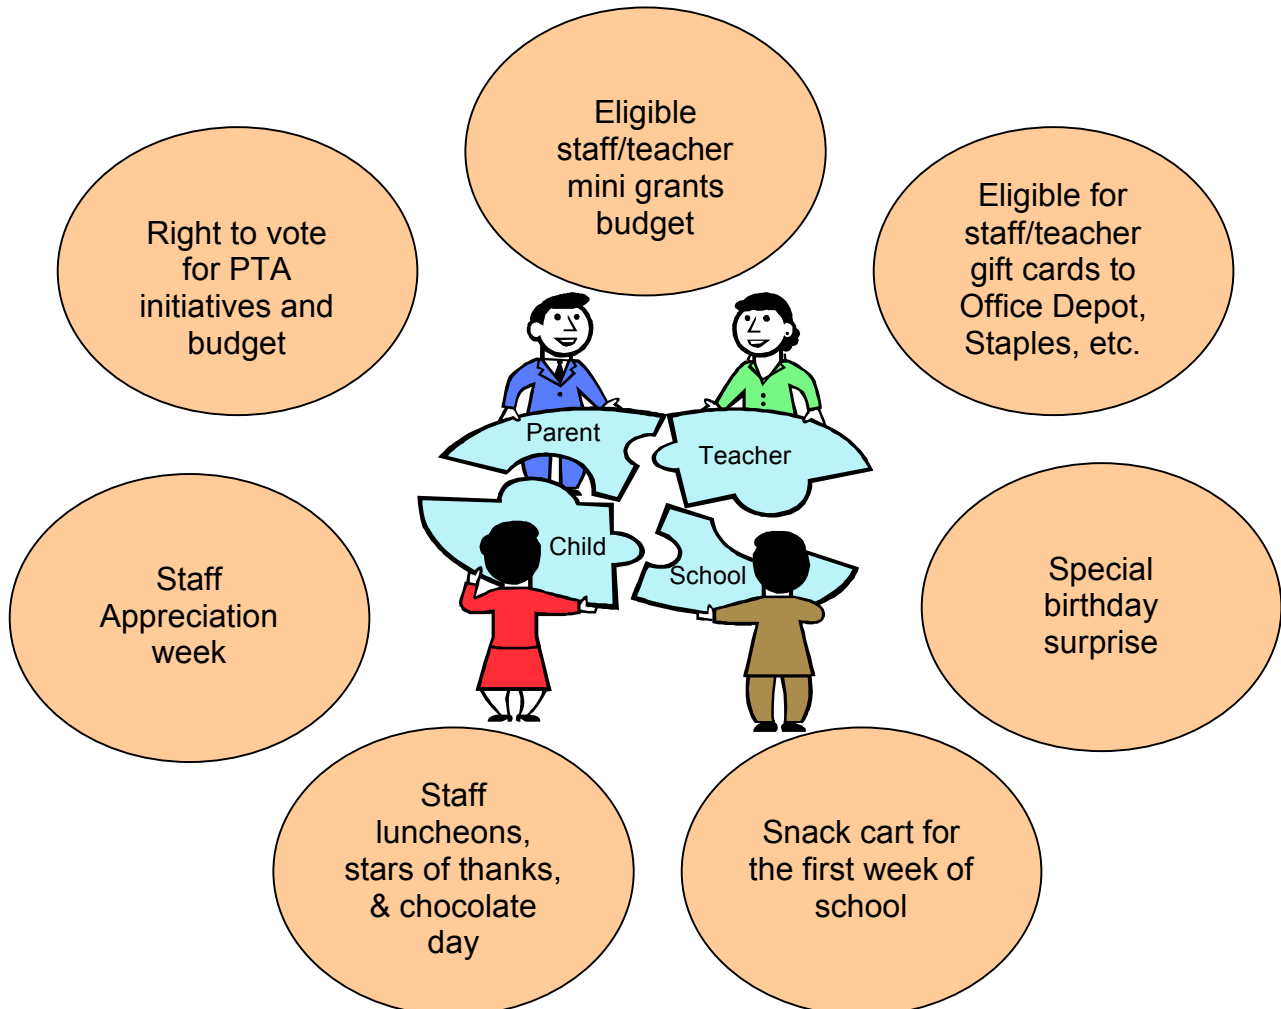 Eligible
staff/teacher
mini grants
budget
Right to vote
for PTA
initiatives and
budget
Eligible for
staff/teacher
gift cards to
Office Depot,
Staples, etc.
Parent
Teacher
Child
School
Staff
Appreciation
week
Special
birthday
surprise
Staff
luncheons,
stars of thanks,
& chocolate
day
Snack cart for
the first week of
school